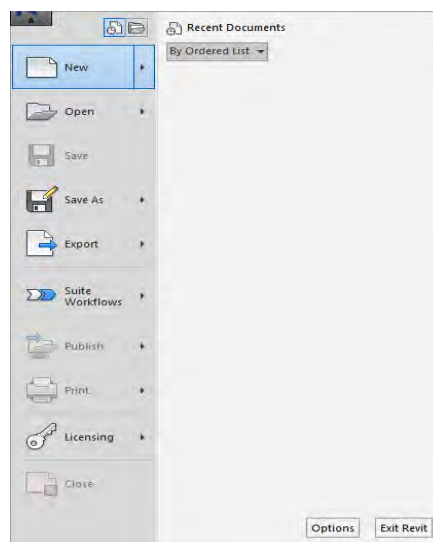 Recent Documents
By Ordered List
New
Open
Save
Save As
Export
Suite
Workflows
Publish
Print
Licensing
Close
Options
Exit Revit